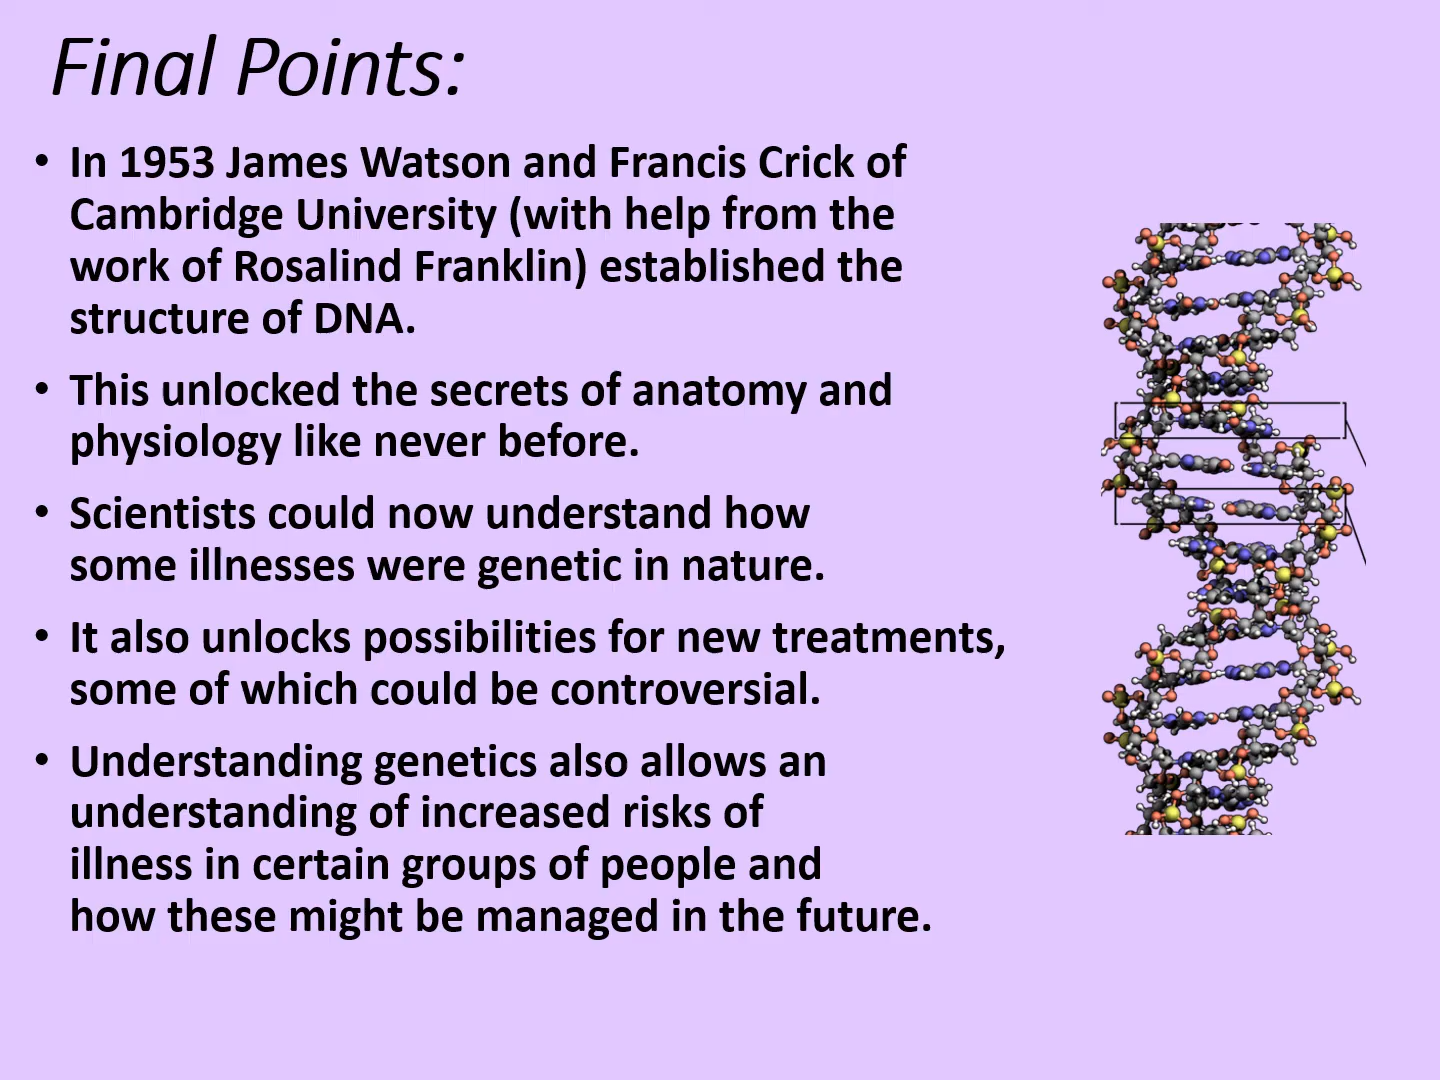 Final Points:
• In 1953 James Watson and Francis Crick of
Cambridge University (with help from the
work of Rosalind Franklin) established the
structure of DNA.
• This unlocked the secrets of anatomy and
physiology like never before.
• Scientists could now understand how
some illnesses were genetic in nature.
• It also unlocks possibilities for new treatments,
some of which could be controversial.
• Understanding genetics also allows an
understanding of increased risks of
illness in certain groups of people and
how these might be managed in the future.